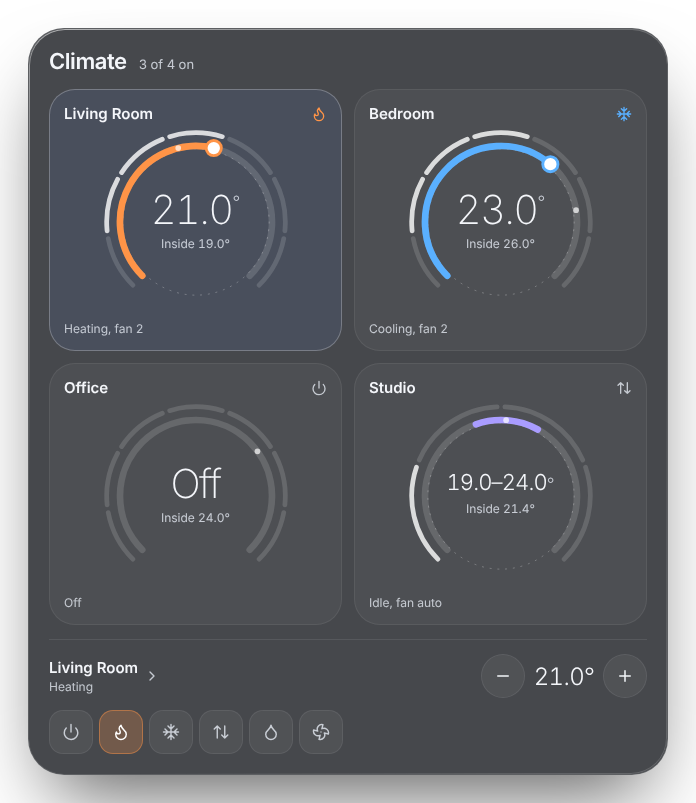 Climate 3 of 4 on
Living Room
21.0°
Inside 19.0°
Heating, fan 2
Bedroom
23.0°
Inside 26.0°
Cooling, fan 2
Office
Off
Inside 24.0°
Off
Studio
19.0–24.0°
Inside 21.4°
Idle, fan auto
Living Room
Heating
− 21.0° +